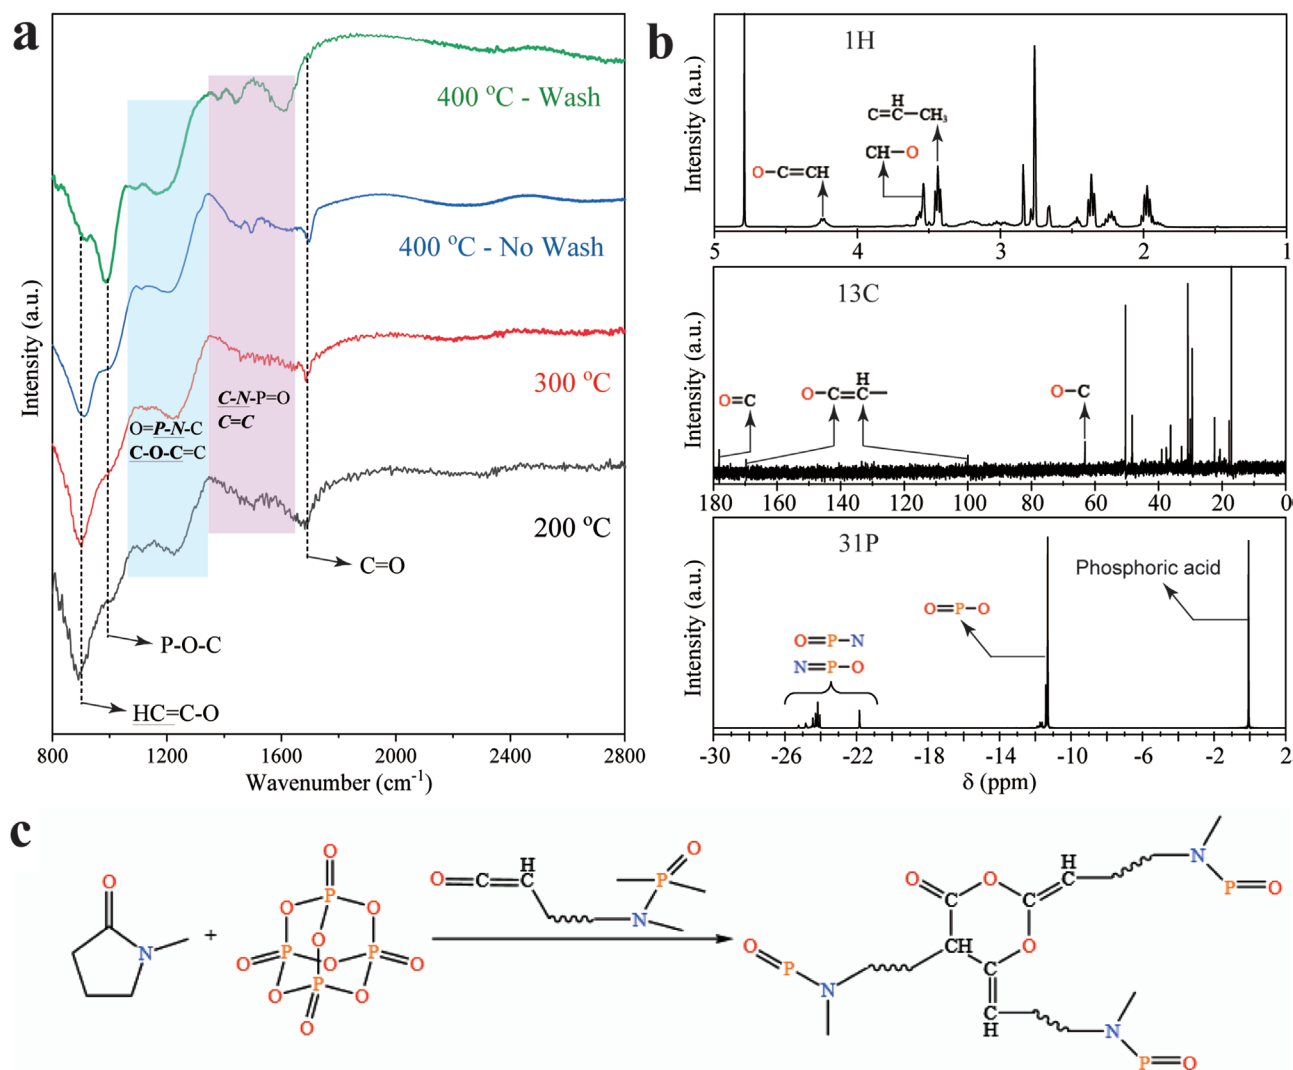 a
400 °C - Wash
400 °C - No Wash
300 °C
200 °C
C-N-P=O
C=C
O=P-N-C
C-O-C=C
C=O
P-O-C
HC=C-O
Intensity (a.u.)
800 1200 1600 2000 2400 2800
Wavenumber (cm-1)
b
1H
Intensity (a.u.)
O-C=CH
CH-O
C=CH-CH3
5 4 3 2 1
13C
Intensity (a.u.)
O=C
O-C=C-
H
O-C
180 160 140 120 100 80 60 40 20 0
31P
Intensity (a.u.)
O=P-N
N=P-O
O=P-O
Phosphoric acid
-30 -26 -22 -18 -14 -10 -6 -2 2
δ (ppm)
c
O
N
+
O
P
O O
O
P P
O O O
P
O O
O
O=C=C
H
N
P
O
O
C
O
C
C
H
O
CH
C
C
H
N
P=O
O
P
N
N
P=O